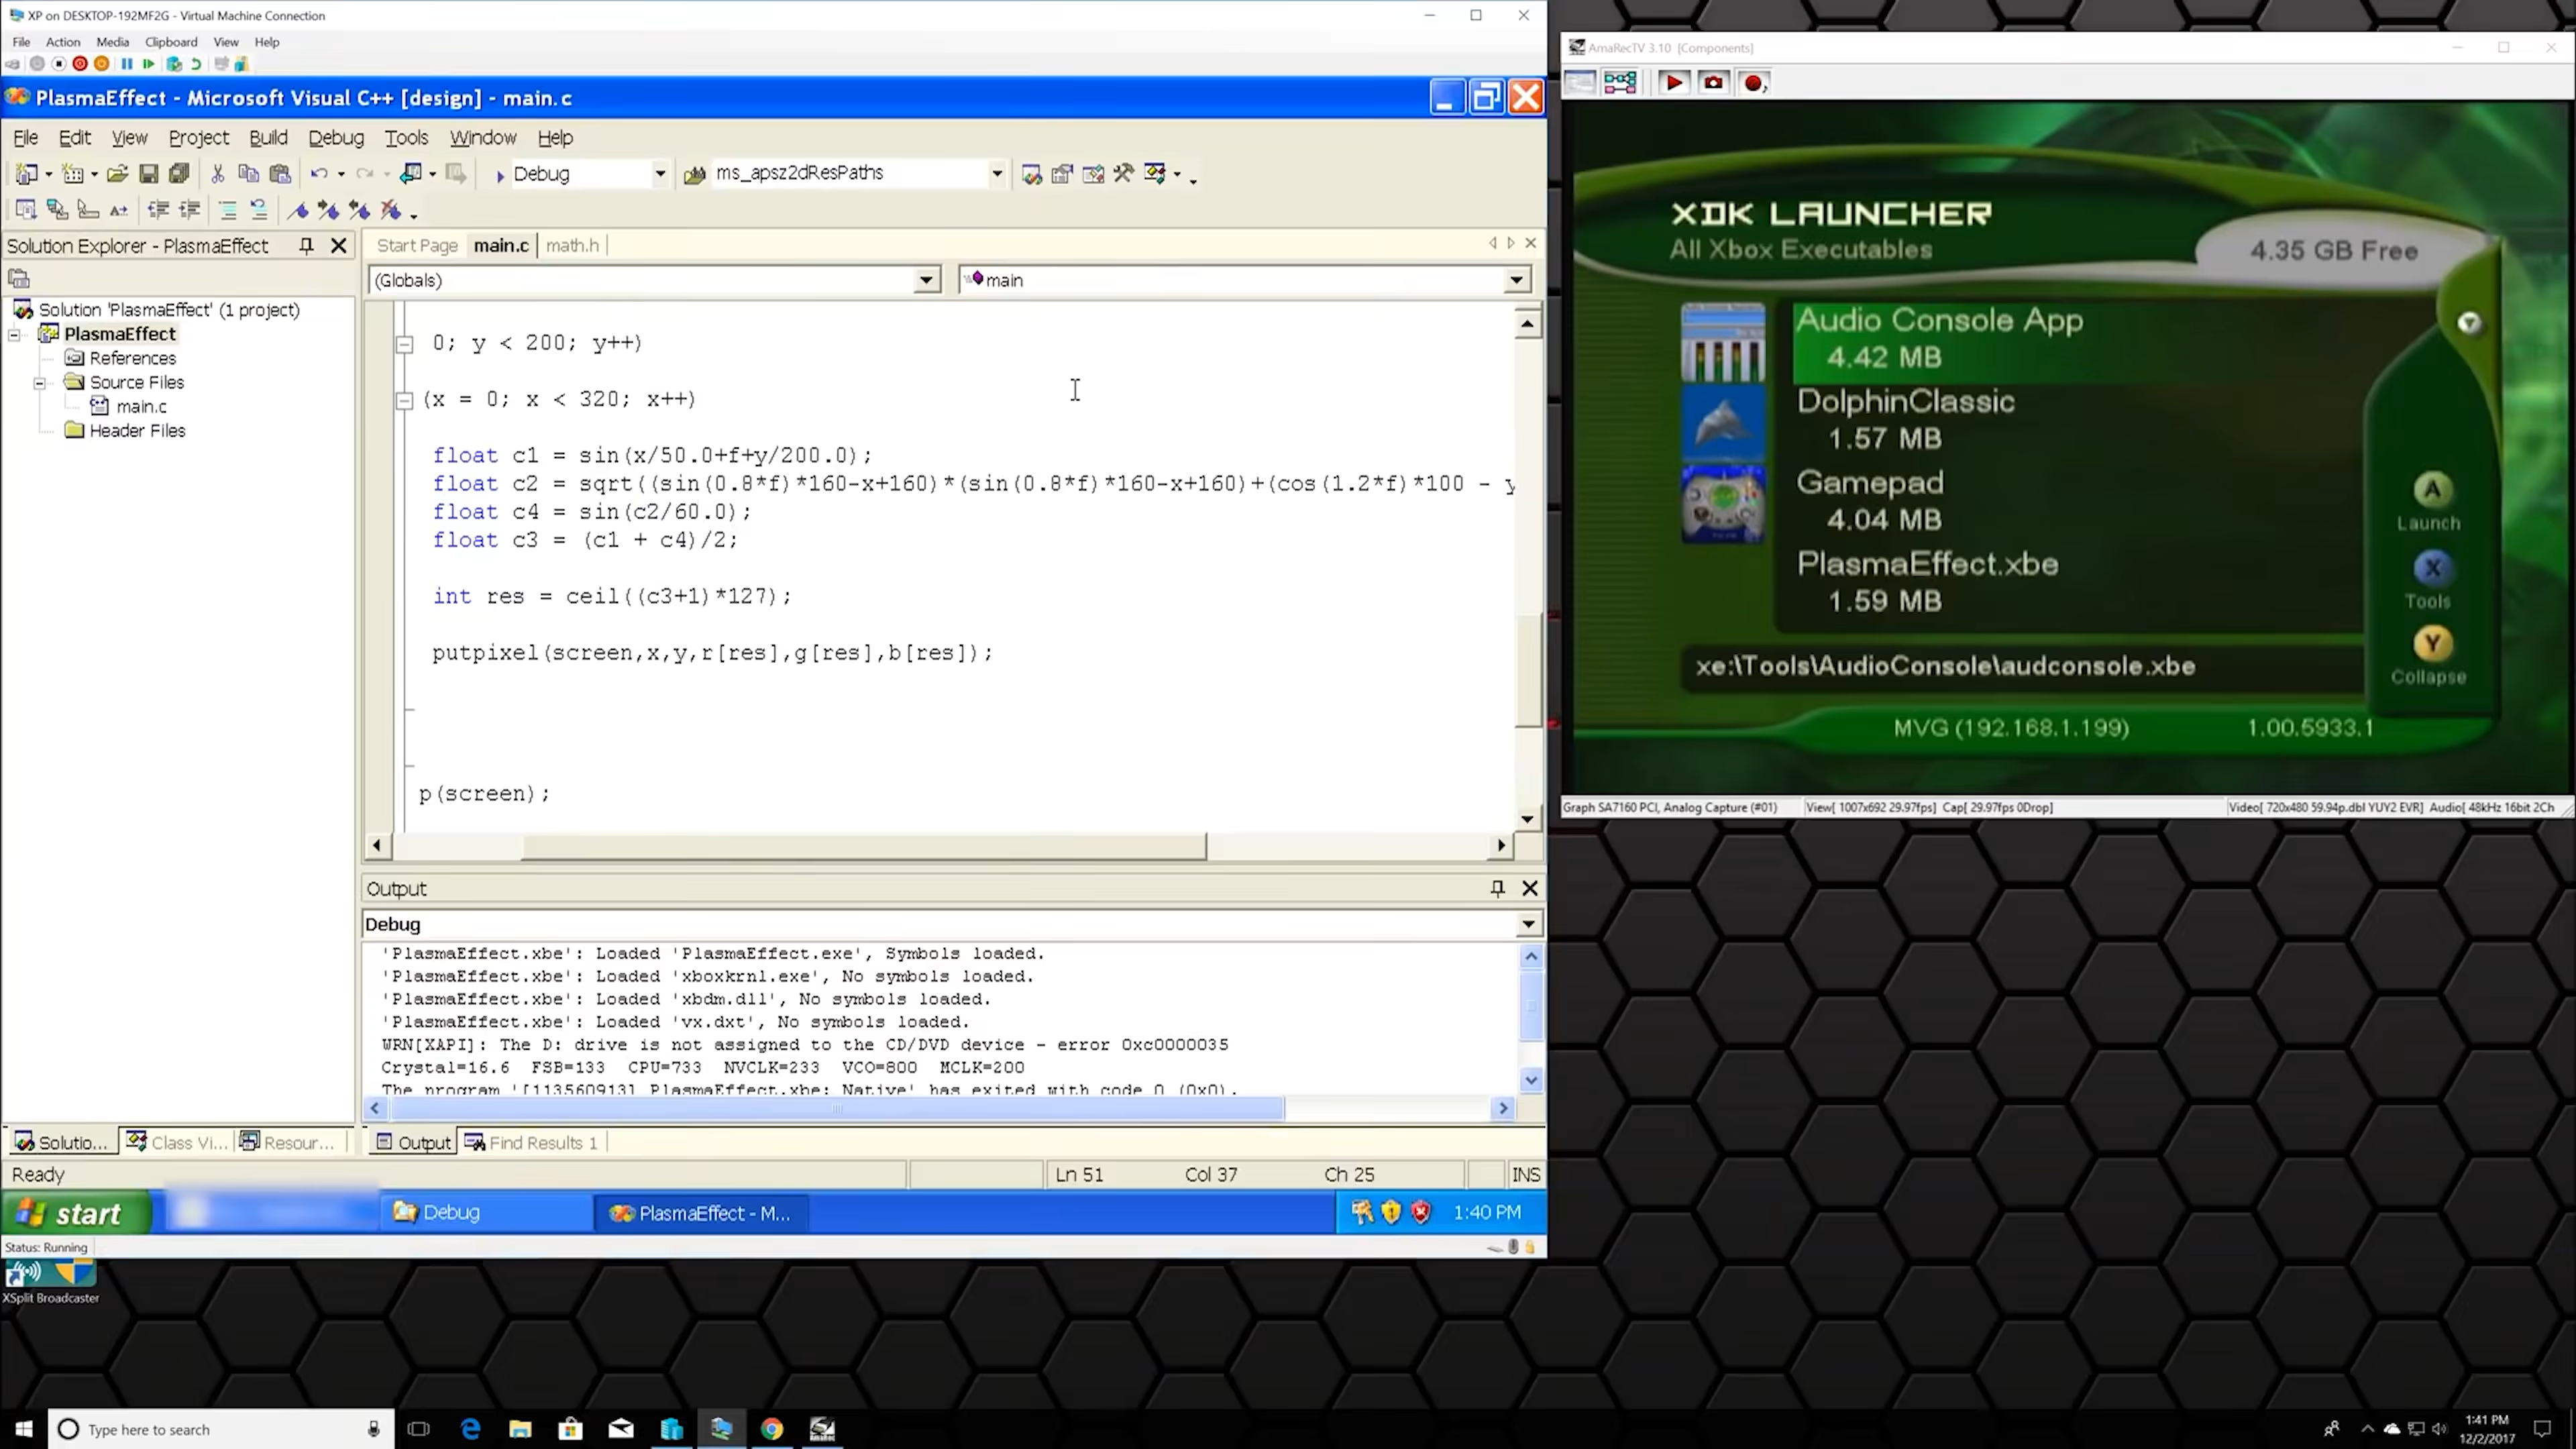 XP on DESKTOP-192MF2G - Virtual Machine Connection
File Action Media Clipboard View Help
PlasmaEffect - Microsoft Visual C++ [design] - main.c
File Edit View Project Build Debug Tools Window Help
Debug ms_apsz2dResPaths
Solution Explorer - PlasmaEffect
Solution 'PlasmaEffect' (1 project)
PlasmaEffect
References
Source Files
main.c
Header Files
Start Page main.c math.h
(Globals) main
0; y < 200; y++)
(x = 0; x < 320; x++)
float c1 = sin(x/50.0+f+y/200.0);
float c2 = sqrt((sin(0.8*f)*160-x+160)*(sin(0.8*f)*160-x+160)+(cos(1.2*f)*100 - y
float c4 = sin(c2/60.0);
float c3 = (c1 + c4)/2;
int res = ceil((c3+1)*127);
putpixel(screen,x,y,r[res],g[res],b[res]);
p(screen);
Output
Debug
'PlasmaEffect.xbe': Loaded 'PlasmaEffect.exe', Symbols loaded.
'PlasmaEffect.xbe': Loaded 'xboxkrnl.exe', No symbols loaded.
'PlasmaEffect.xbe': Loaded 'xbdm.dll', No symbols loaded.
'PlasmaEffect.xbe': Loaded 'vx.dxt', No symbols loaded.
WRN[XAPI]: The D: drive is not assigned to the CD/DVD device - error 0xc0000035
Crystal=16.6 FSB=133 CPU=733 NVCLK=233 VCO=800 MCLK=200
The program '[1135609131] PlasmaEffect.xbe: Native' has exited with code 0 (0x0).
Solutio... Class Vi... Resour...
Output Find Results 1
Ready Ln 51 Col 37 Ch 25 INS
start Debug PlasmaEffect - M... 1:40 PM
Status: Running
XSplit Broadcaster
AmaRecTV 3.10 [Components]
XDK LAUNCHER
All Xbox Executables
4.35 GB Free
Audio Console App
4.42 MB
DolphinClassic
1.57 MB
Gamepad
4.04 MB
PlasmaEffect.xbe
1.59 MB
A
Launch
X
Tools
Y
Collapse
xe:\Tools\AudioConsole\audconsole.xbe
MVG (192.168.1.199) 1.00.5933.1
Graph SA7160 PCI, Analog Capture (#01) View[ 1007x692 29.97fps] Cap[ 29.97fps 0Drop] Video[ 720x480 59.94p.dbl YUY2 EVR] Audio[ 48kHz 16bit 2Ch
Type here to search
1:41 PM
12/2/2017